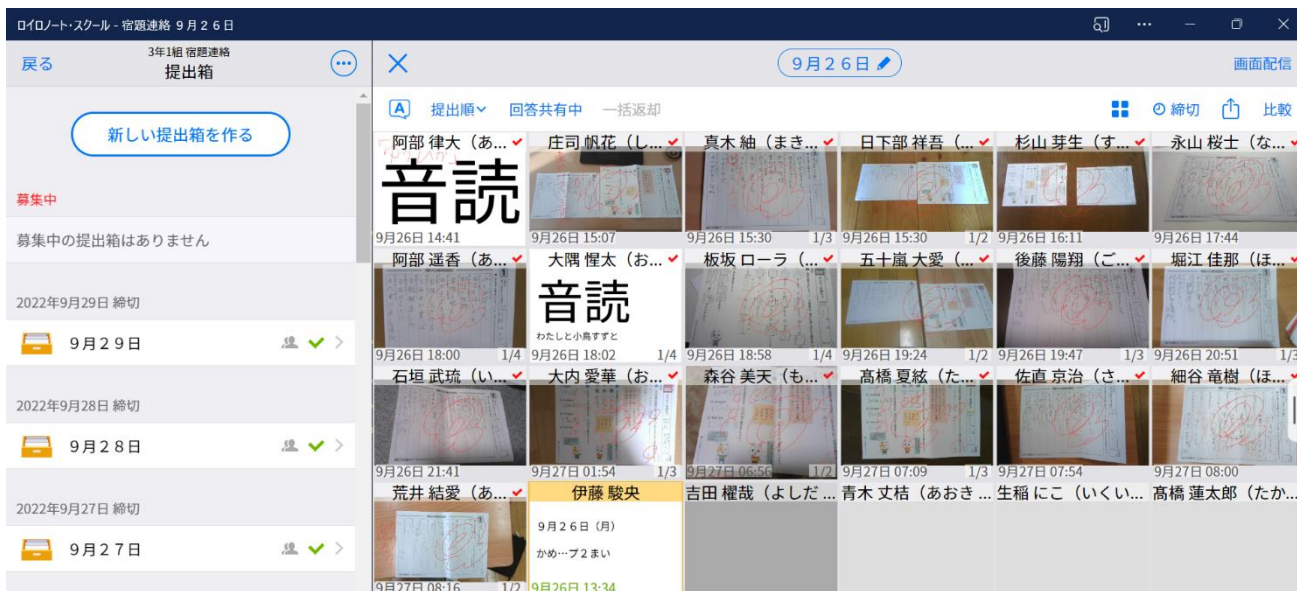 ロイロノート・スクール - 宿題連絡 9月26日
戻る
3年1組 宿題連絡
提出箱
9月26日
画面配信
新しい提出箱を作る
A 提出順 回答共有中 一括返却
締切 比較
募集中
募集中の提出箱はありません
2022年9月29日 締切
9月29日
2022年9月28日 締切
9月28日
2022年9月27日 締切
9月27日
阿部 律大（あ... 庄司 帆花（し... 真木 紬（まき... 日下部 祥吾（... 杉山 芽生（す... 永山 桜士（な...
音読
9月26日 14:41 9月26日 15:07 9月26日 15:30 1/3 9月26日 15:30 1/2 9月26日 16:11 9月26日 17:44
阿部 遥香（あ... 大隅 惺太（お... 板坂 ローラ（... 五十嵐 大愛（... 後藤 陽翔（ご... 堀江 佳那（ほ...
音読
わたしと小鳥すずと
9月26日 18:00 1/4 9月26日 18:02 1/4 9月26日 18:58 1/4 9月26日 19:24 1/2 9月26日 19:47 1/3 9月26日 20:51 1/3
石垣 武琉（い... 大内 愛華（お... 森谷 美天（も... 髙橋 夏絃（た... 佐直 京治（さ... 細谷 竜樹（ほ...
9月26日 21:41 9月27日 01:54 1/3 9月27日 06:56 1/2 9月27日 07:09 1/3 9月27日 07:54 9月27日 08:00
荒井 結愛（あ... 伊藤 駿央 吉田 櫂哉（よしだ ... 青木 丈桔（あおき ... 生稲 にこ（いくい... 髙橋 蓮太郎（たか...
9月26日（月）
かめ…プ2まい
9月27日 08:16 1/2 9月26日 13:34